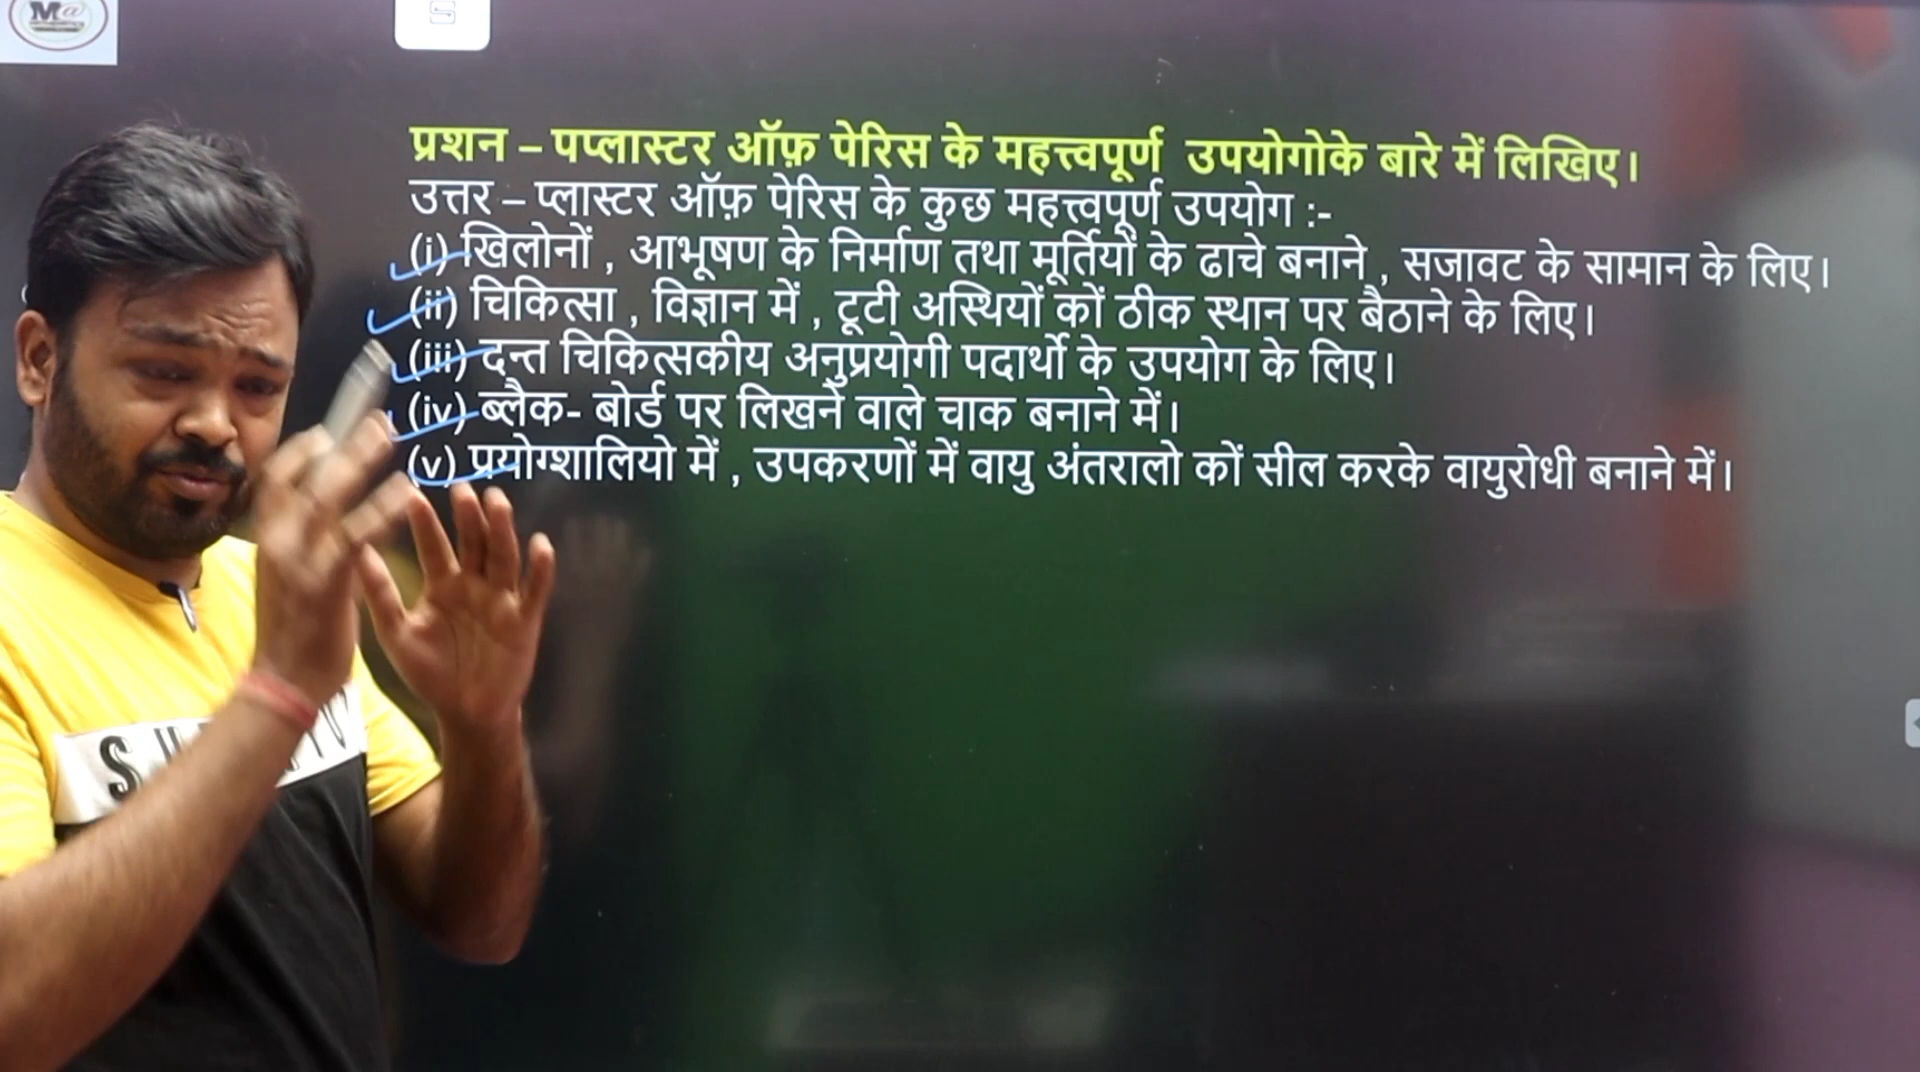 M@
S
प्रशन – पप्लास्टर ऑफ़ पेरिस के महत्त्वपूर्ण उपयोगोके बारे में लिखिए।
उत्तर – प्लास्टर ऑफ़ पेरिस के कुछ महत्त्वपूर्ण उपयोग :-
(i) खिलोनों , आभूषण के निर्माण तथा मूर्तियों के ढाचे बनाने , सजावट के सामान के लिए।
(ii) चिकित्सा , विज्ञान में , टूटी अस्थियों कों ठीक स्थान पर बैठाने के लिए।
(iii) दन्त चिकित्सकीय अनुप्रयोगी पदार्थो के उपयोग के लिए।
(iv) ब्लैक- बोर्ड पर लिखने वाले चाक बनाने में।
(v) प्रयोग्शालियो में , उपकरणों में वायु अंतरालो कों सील करके वायुरोधी बनाने में।